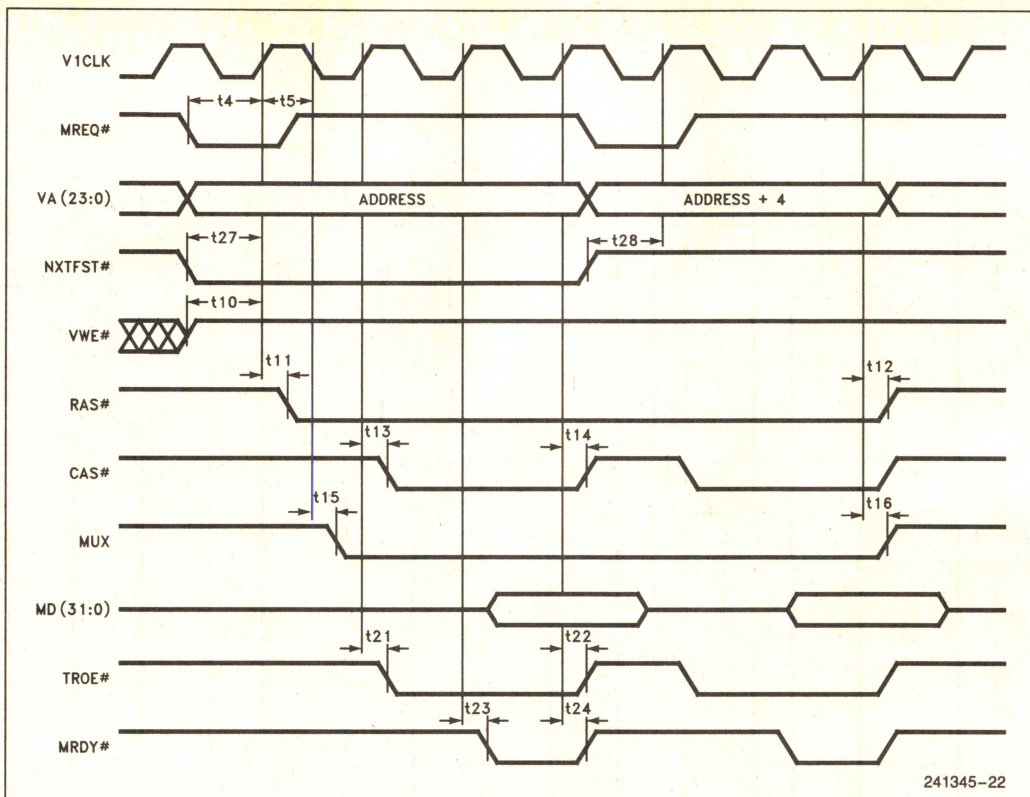 V1CLK
t4 t5
MREQ#
VA (23:0) ADDRESS ADDRESS + 4
t27 t28
NXTFST#
t10
VWE#
t11 t12
RAS#
t13 t14
CAS#
t15 t16
MUX
MD (31:0)
t21 t22
TROE#
t23 t24
MRDY#
241345-22